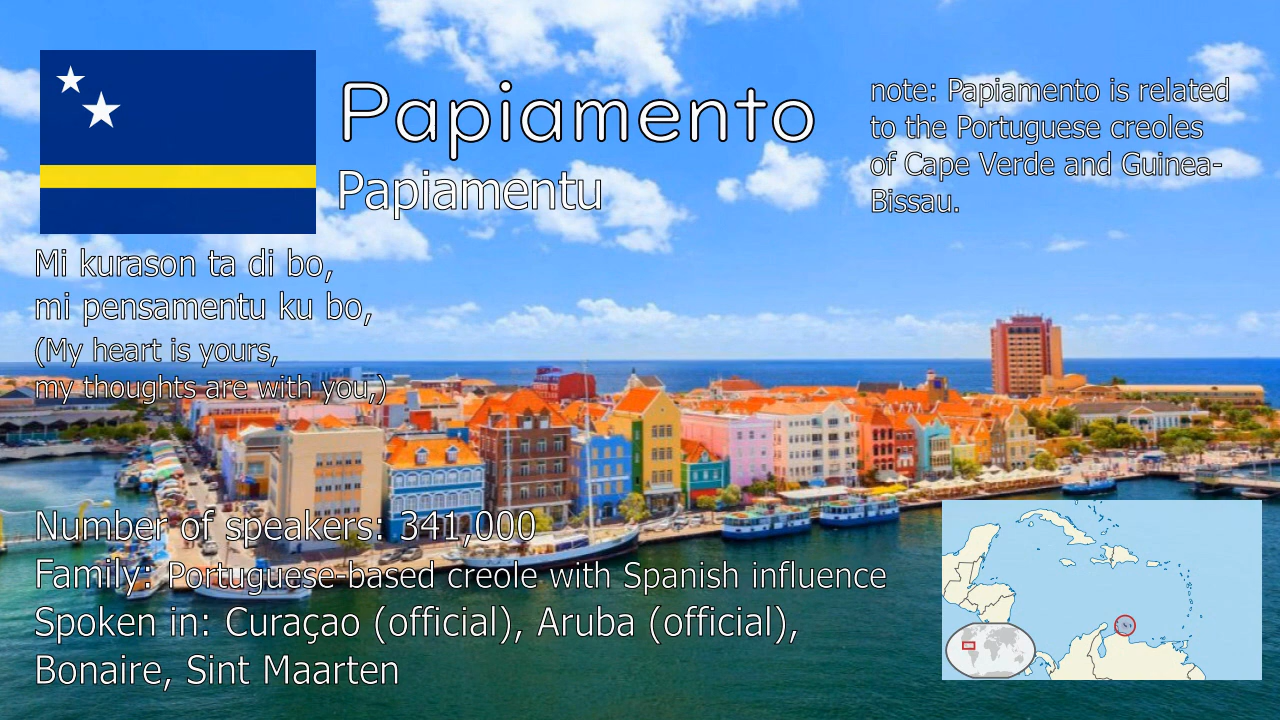 Papiamento
Papiamentu
note: Papiamento is related
to the Portuguese creoles
of Cape Verde and Guinea-
Bissau.
Mi kurason ta di bo,
mi pensamentu ku bo,
(My heart is yours,
my thoughts are with you,)
Number of speakers: 341,000
Family: Portuguese-based creole with Spanish influence
Spoken in: Curaçao (official), Aruba (official),
Bonaire, Sint Maarten